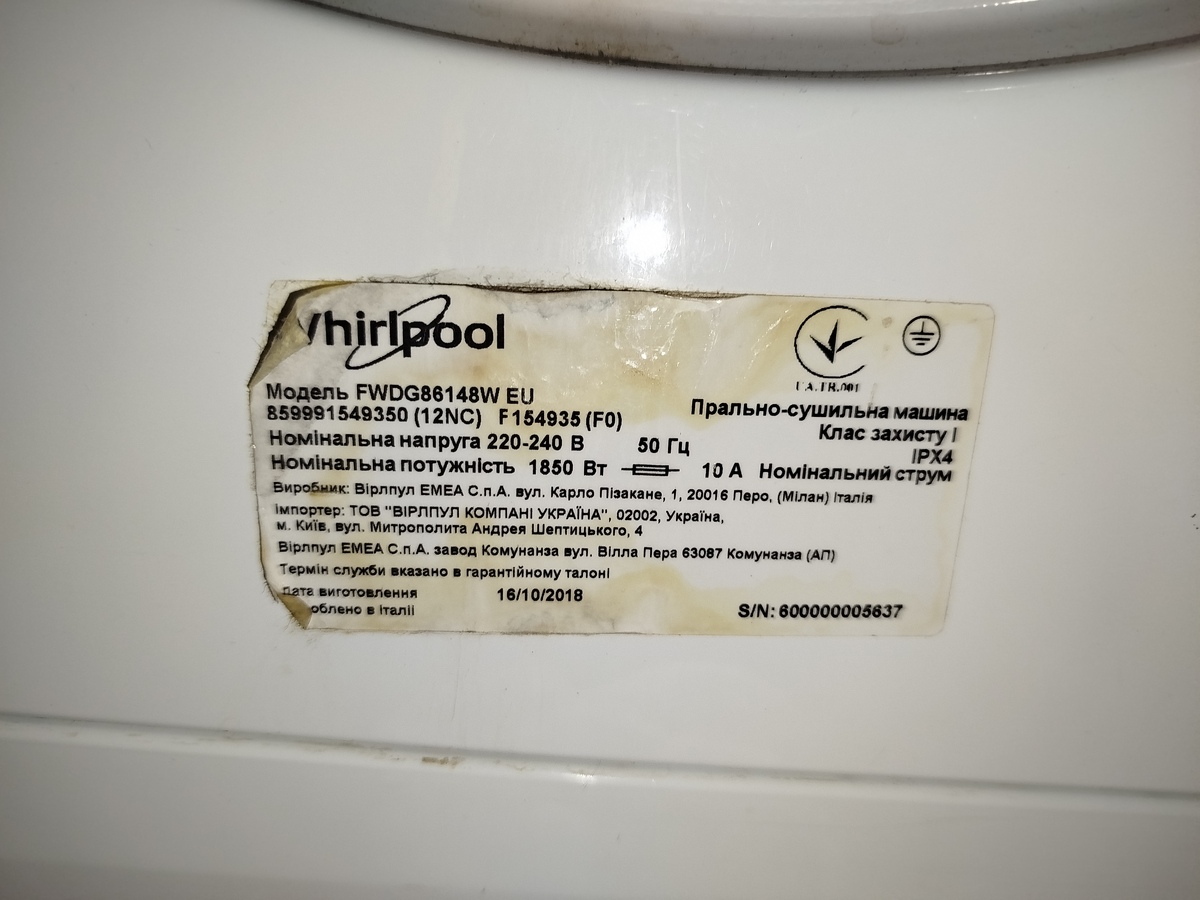 Whirlpool
UA.TR.001
Модель FWDG86148W EU
859991549350 (12NC) F154935 (F0)
Прально-сушильна машина
Номінальна напруга 220-240 В 50 Гц
Клас захисту I
IPX4
Номінальна потужність 1850 Вт 10 А Номінальний струм
Виробник: Вірлпул ЕМЕА С.п.А. вул. Карло Пізакане, 1, 20016 Перо, (Мілан) Італія
Імпортер: ТОВ "ВІРЛПУЛ КОМПАНІ УКРАЇНА", 02002, Україна,
м. Київ, вул. Митрополита Андрея Шептицького, 4
Вірлпул ЕМЕА С.п.А. завод Комунанза вул. Вілла Пера 63087 Комунанза (АП)
Термін служби вказано в гарантійному талоні
Дата виготовлення 16/10/2018
облено в Італії
S/N: 600000005637